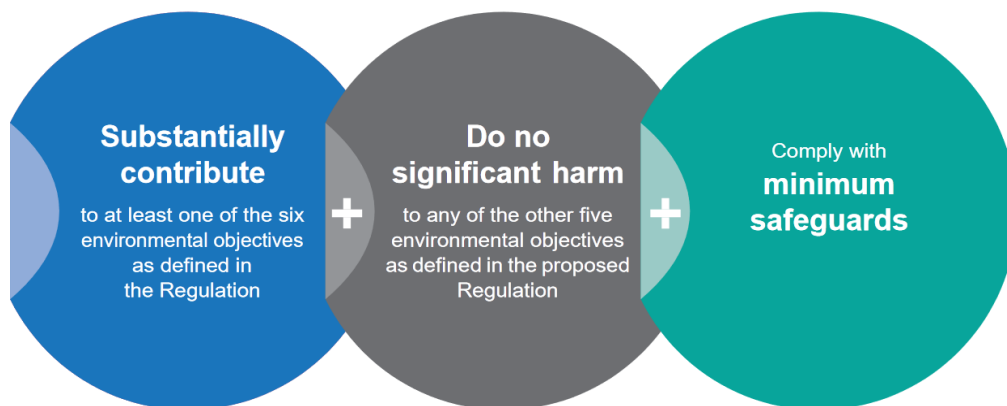 Substantially
contribute
to at least one of the six
environmental objectives
as defined in
the Regulation
+
Do no
significant harm
to any of the other five
environmental objectives
as defined in the proposed
Regulation
+
Comply with
minimum
safeguards